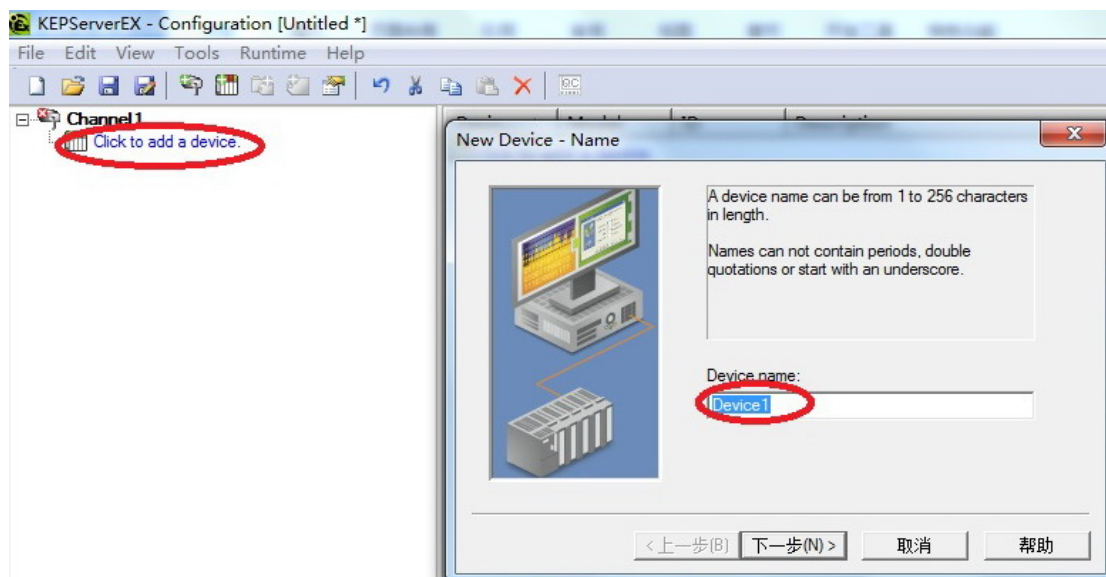 KEPServerEX - Configuration [Untitled *]
File Edit View Tools Runtime Help
Channel1
Click to add a device.
New Device - Name
A device name can be from 1 to 256 characters
in length.
Names can not contain periods, double
quotations or start with an underscore.
Device name:
Device1
<上一步(B) 下一步(N) > 取消 帮助